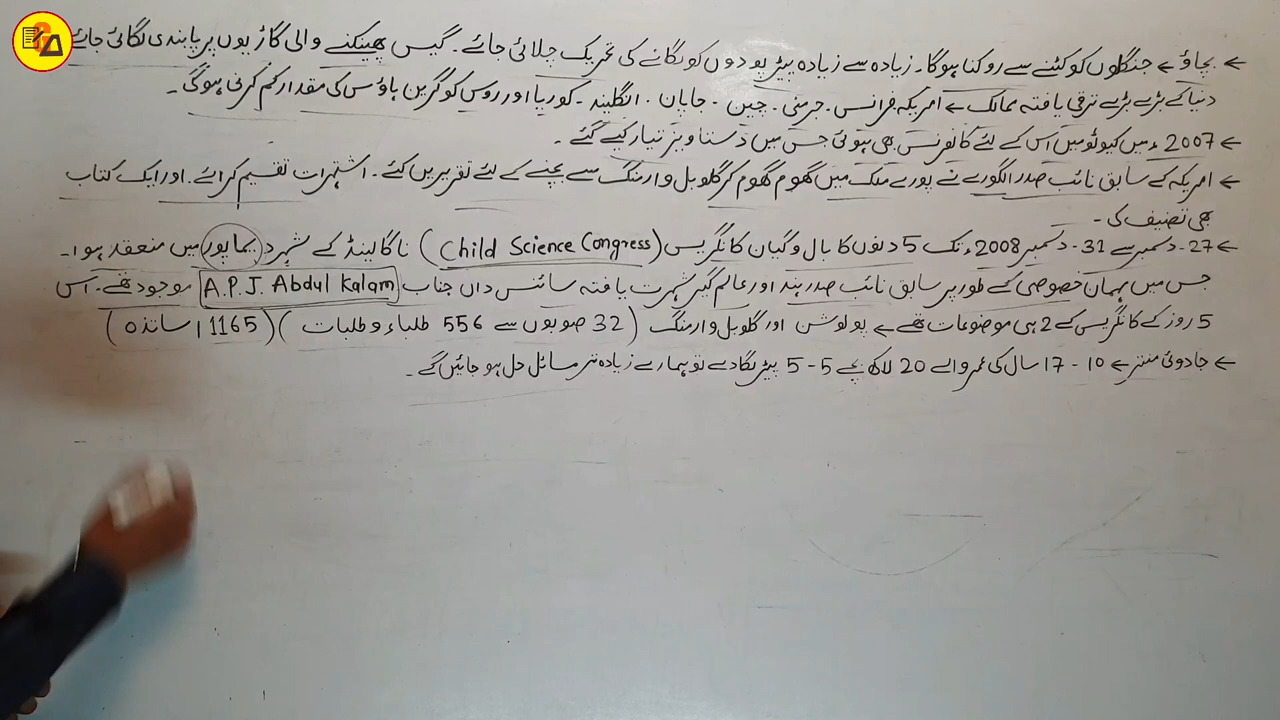 ← بچاؤ ← جنگلوں کو کٹنے سے روکنا ہوگا۔ زیادہ سے زیادہ پیڑ پودوں کو لگانے کی تحریک چلائی جائے۔ گیس پھینکنے والی گاڑیوں پر پابندی لگائی جائے
دنیا کے بڑے بڑے ترقی یافتہ ممالک ← امریکہ فرانس۔ جرمنی۔ چین۔ جاپان۔ انگلینڈ۔ کوریا اور روس کو گرین ہاؤس کی مقدار کم کرنی ہوگی۔
← 2007ء میں کیوٹو میں اس کے لئے کانفرنس بھی ہوئی جس میں دستاویز تیار کیے گئے۔
← امریکہ کے سابق نائب صدر الگورے نے پورے ملک میں گھوم گھوم کر گلوبل وارمنگ سے بچنے کے لئے تقریریں کئے۔ اشتہارات تقسیم کرائے۔ اور ایک کتاب
بھی تصنیف کی۔
← 27۔ دسمبر سے 31۔ دسمبر 2008ء تک 5 دنوں کا بال وگیان کانگریس (Child Science Congress) ناگالینڈ کے شہر د میں منعقد ہوا۔
جس میں مہمان خصوصی کے طور پر سابق نائب صدر ہند اور عالم گیر شہرت یافتہ سائنس داں جناب A.P.J. Abdul Kalam موجود تھے۔ اس
5 روز کے کانگریس کے 2 ہی موضوعات تھے ← پولوشن اور گلوبل وارمنگ (32 صوبوں سے 556 طلباء و طلبات) (1165 اساتذہ)
← جادوئی منتر ← 10 - 17 سال کی عمر والے 20 لاکھ بچے 5 - 5 پیڑ لگا دے تو ہمارے زیادہ تر مسائل حل ہو جائیں گے۔